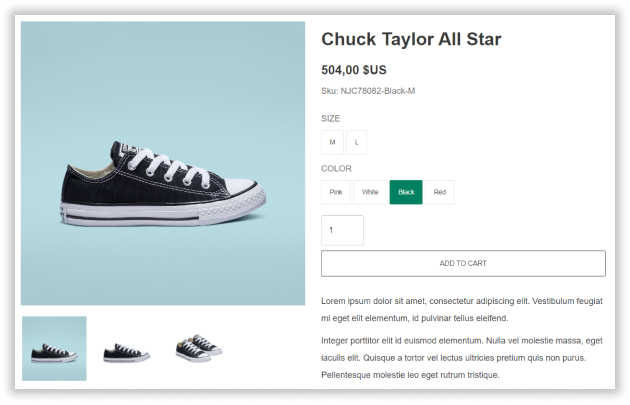 Chuck Taylor All Star
504,00 $US
Sku: NJC78082-Black-M
SIZE
M L
COLOR
Pink White Black Red
1
ADD TO CART
Lorem ipsum dolor sit amet, consectetur adipiscing elit. Vestibulum feugiat
mi eget elit elementum, id pulvinar tellus eleifend.
Integer porttitor elit id euismod elementum. Nulla vel molestie massa, eget
iaculis elit. Quisque a tortor vel lectus ultricies pretium quis non purus.
Pellentesque molestie leo eget rutrum tristique.